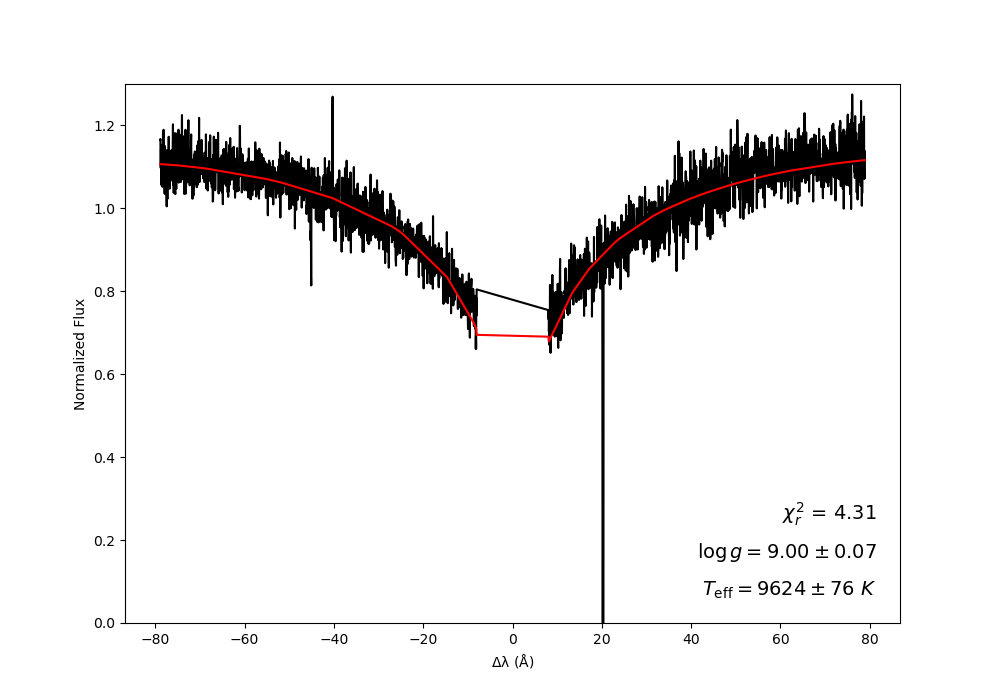 1.2
1.0
0.8
0.6
0.4
0.2
0.0
Normalized Flux
χ²ᵣ = 4.31
log g = 9.00 ± 0.07
T_eff = 9624 ± 76 K
−80 −60 −40 −20 0 20 40 60 80
Δλ (Å)